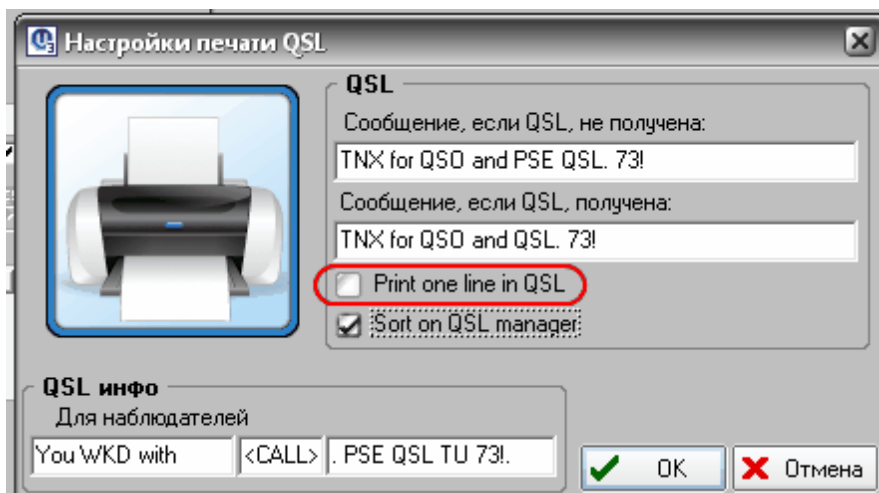 Настройки печати QSL
QSL
Сообщение, если QSL, не получена:
TNX for QSO and PSE QSL. 73!
Сообщение, если QSL, получена:
TNX for QSO and QSL. 73!
Print one line in QSL
Sort on QSL manager
QSL инфо
Для наблюдателей
You WKD with <CALL> . PSE QSL TU 73!.
OK Отмена